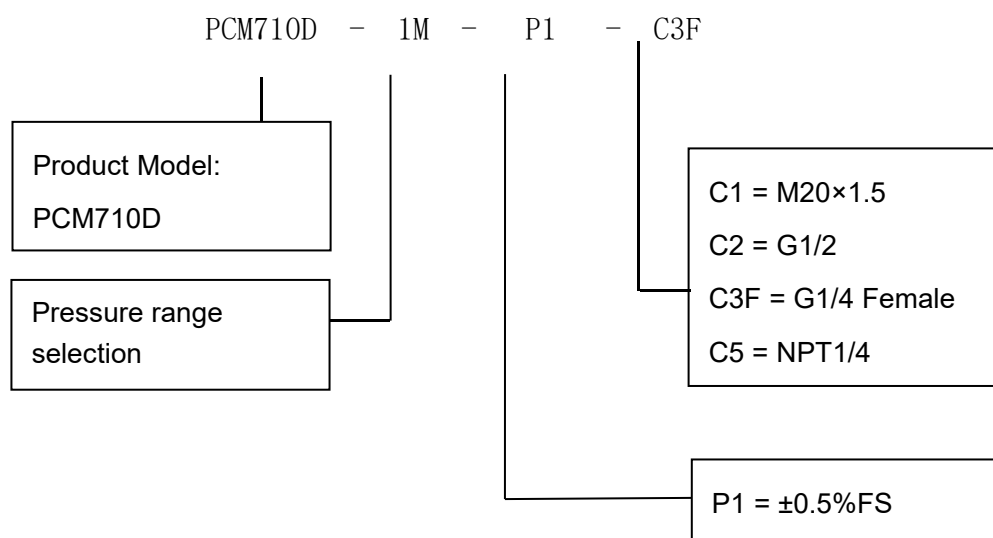 PCM710D - 1M - P1 - C3F
Product Model:
PCM710D
Pressure range
selection
C1 = M20×1.5
C2 = G1/2
C3F = G1/4 Female
C5 = NPT1/4
P1 = ±0.5%FS